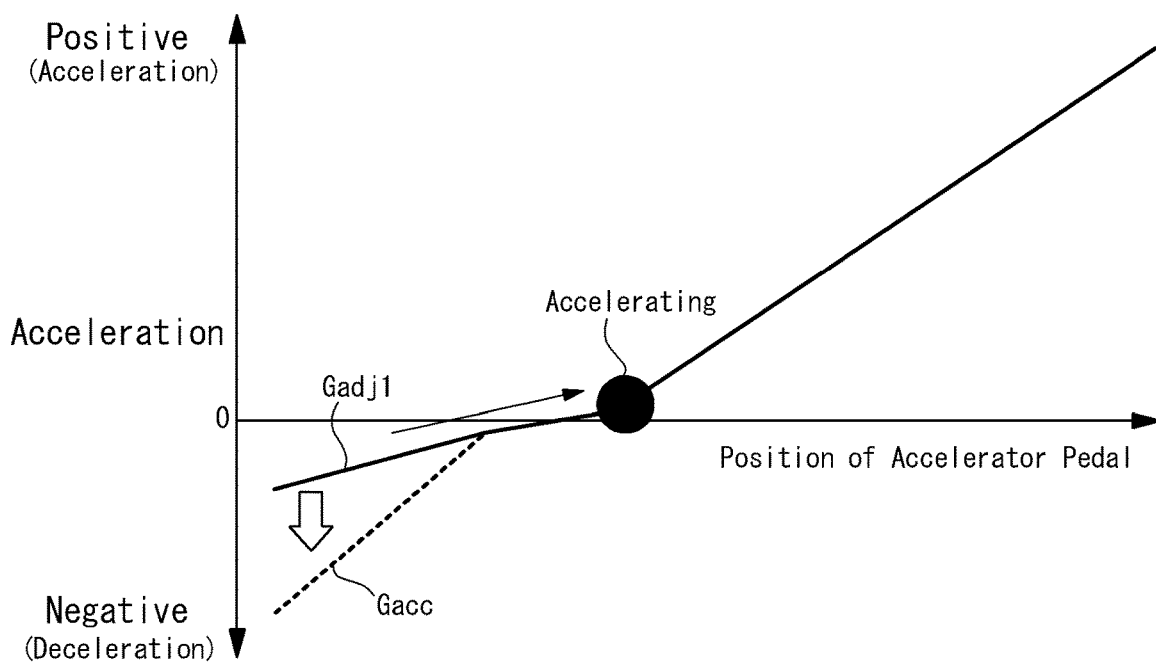 Positive
(Acceleration)
Accelerating
Acceleration
Gadj1
0
Position of Accelerator Pedal
Gacc
Negative
(Deceleration)